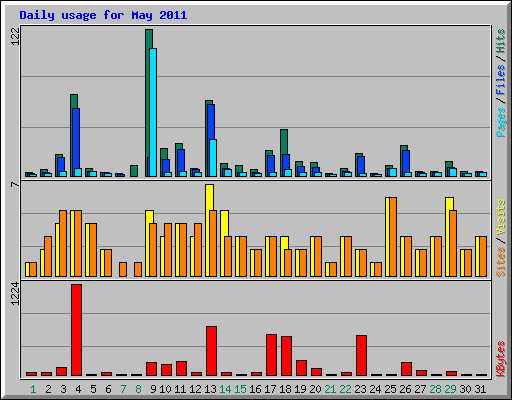 Daily usage for May 2011
122
7
1224
Pages / Files / Hits
Sites / Visits
KBytes
1 2 3 4 5 6 7 8 9 10 11 12 13 14 15 16 17 18 19 20 21 22 23 24 25 26 27 28 29 30 31